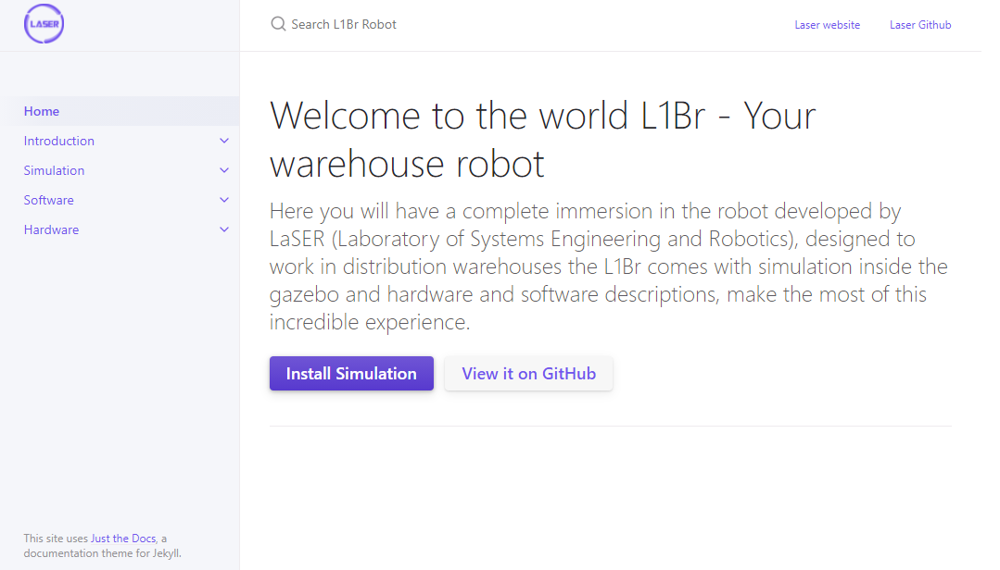 LASER
Search L1Br Robot
Laser website
Laser Github
Home
Introduction
Simulation
Software
Hardware
Welcome to the world L1Br - Your
warehouse robot
Here you will have a complete immersion in the robot developed by
LaSER (Laboratory of Systems Engineering and Robotics), designed to
work in distribution warehouses the L1Br comes with simulation inside the
gazebo and hardware and software descriptions, make the most of this
incredible experience.
Install Simulation
View it on GitHub
This site uses Just the Docs, a
documentation theme for Jekyll.